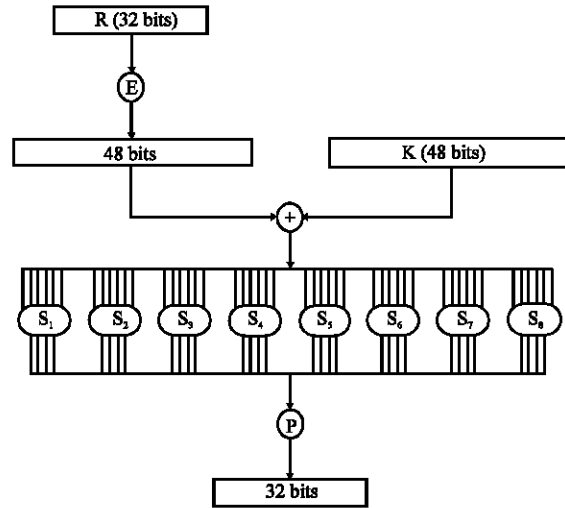 R (32 bits)
E
48 bits
K (48 bits)
+
S₁ S₂ S₃ S₄ S₅ S₆ S₇ S₈
P
32 bits